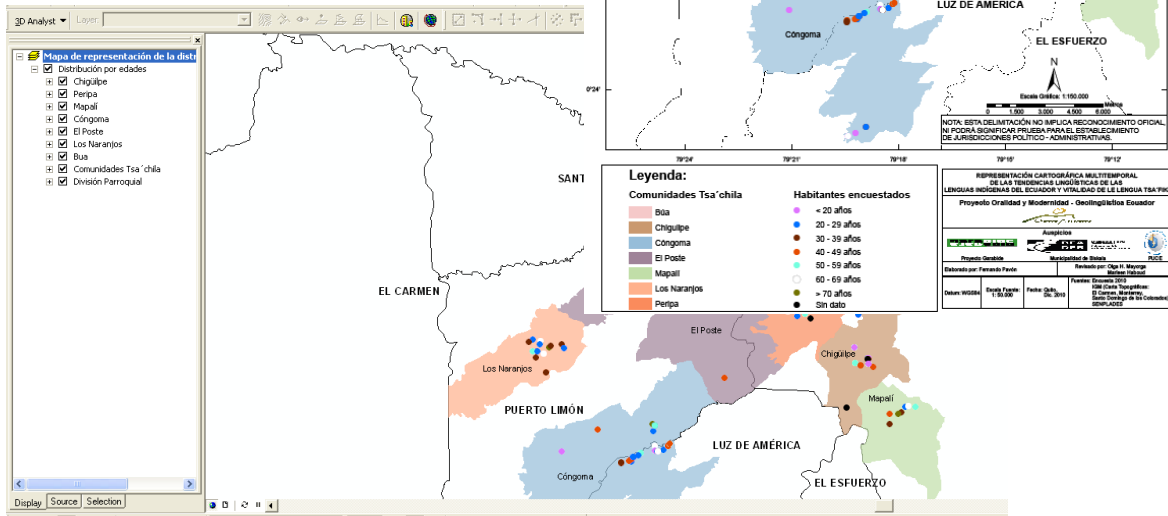 3D Analyst
Layer:
Mapa de representación de la distr
Distribución por edades
Chigüilpe
Peripa
Mapalí
Cóngoma
El Poste
Los Naranjos
Bua
Comunidades Tsa´chila
División Parroquial
Display
Source
Selection
SANT
EL CARMEN
El Poste
Los Naranjos
Chigüilpe
Mapalí
PUERTO LIMÓN
LUZ DE AMÉRICA
Cóngoma
EL ESFUERZO
LUZ DE AMÉRICA
Cóngoma
EL ESFUERZO
N
0°24'
Escala Gráfica: 1:150.000
0 1.500 3.000 4.500 6.000 Metros
NOTA: ESTA DELIMITACIÓN NO IMPLICA RECONOCIMIENTO OFICIAL,
NI PODRÁ SIGNIFICAR PRUEBA PARA EL ESTABLECIMIENTO
DE JURISDICCIONES POLÍTICO - ADMINISTRATIVAS.
79°24' 79°21' 79°18' 79°15' 79°12'
Leyenda:
Comunidades Tsa´chila
Búa
Chiguilpe
Cóngoma
El Poste
Mapalí
Los Naranjos
Peripa
Habitantes encuestados
< 20 años
20 - 29 años
30 - 39 años
40 - 49 años
50 - 59 años
60 - 69 años
> 70 años
Sin dato
REPRESENTACIÓN CARTOGRÁFICA MULTITEMPORAL
DE LAS TENDENCIAS LINGÜÍSTICAS DE LAS
LENGUAS INDÍGENAS DEL ECUADOR Y VITALIDAD DE LE LENGUA TSA'FIKI
Proyecto Oralidad y Modernidad - Geolingüística Ecuador
Auspicios
Proyecto Garabide
PUCE
Elaborado por: Fernando Pavón
Revisado por: Olga H. Mayorga
Marleen Haboud
Datum: WGS84
Escala Fuente:
1: 50.000
Fecha: Quito,
Dic. 2010
Fuentes: Encuesta 2010
IGM (Carta Topográficas:
El Carmen, Monterrey,
Santo Domingo de los Colorados)
SENPLADES